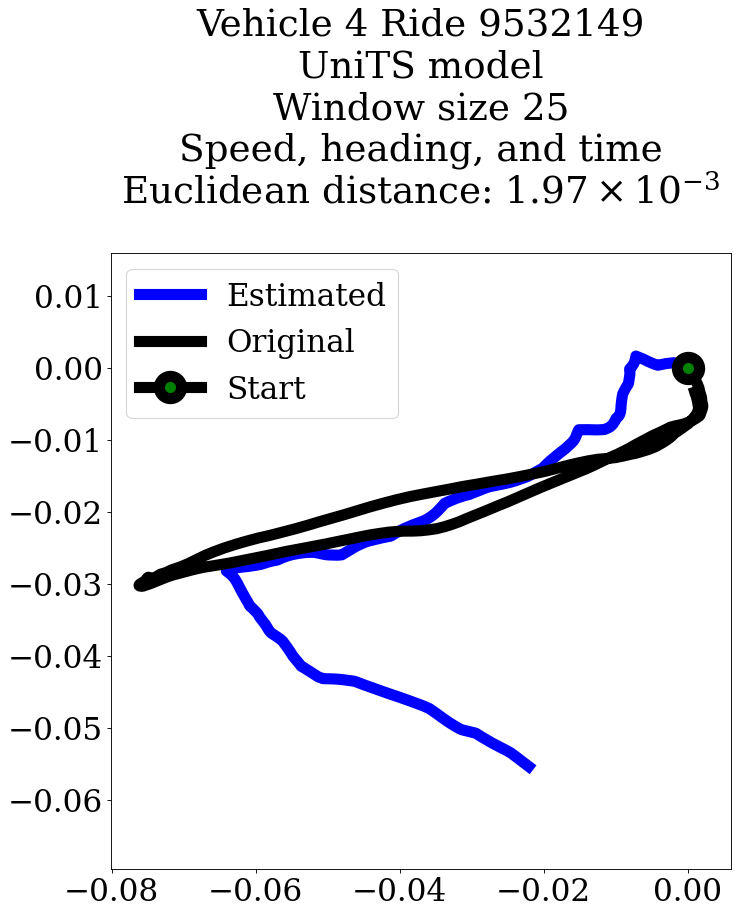 Vehicle 4 Ride 9532149
UniTS model
Window size 25
Speed, heading, and time
Euclidean distance: 1.97 × 10⁻³
Estimated
Original
Start
0.01
0.00
−0.01
−0.02
−0.03
−0.04
−0.05
−0.06
−0.08 −0.06 −0.04 −0.02 0.00